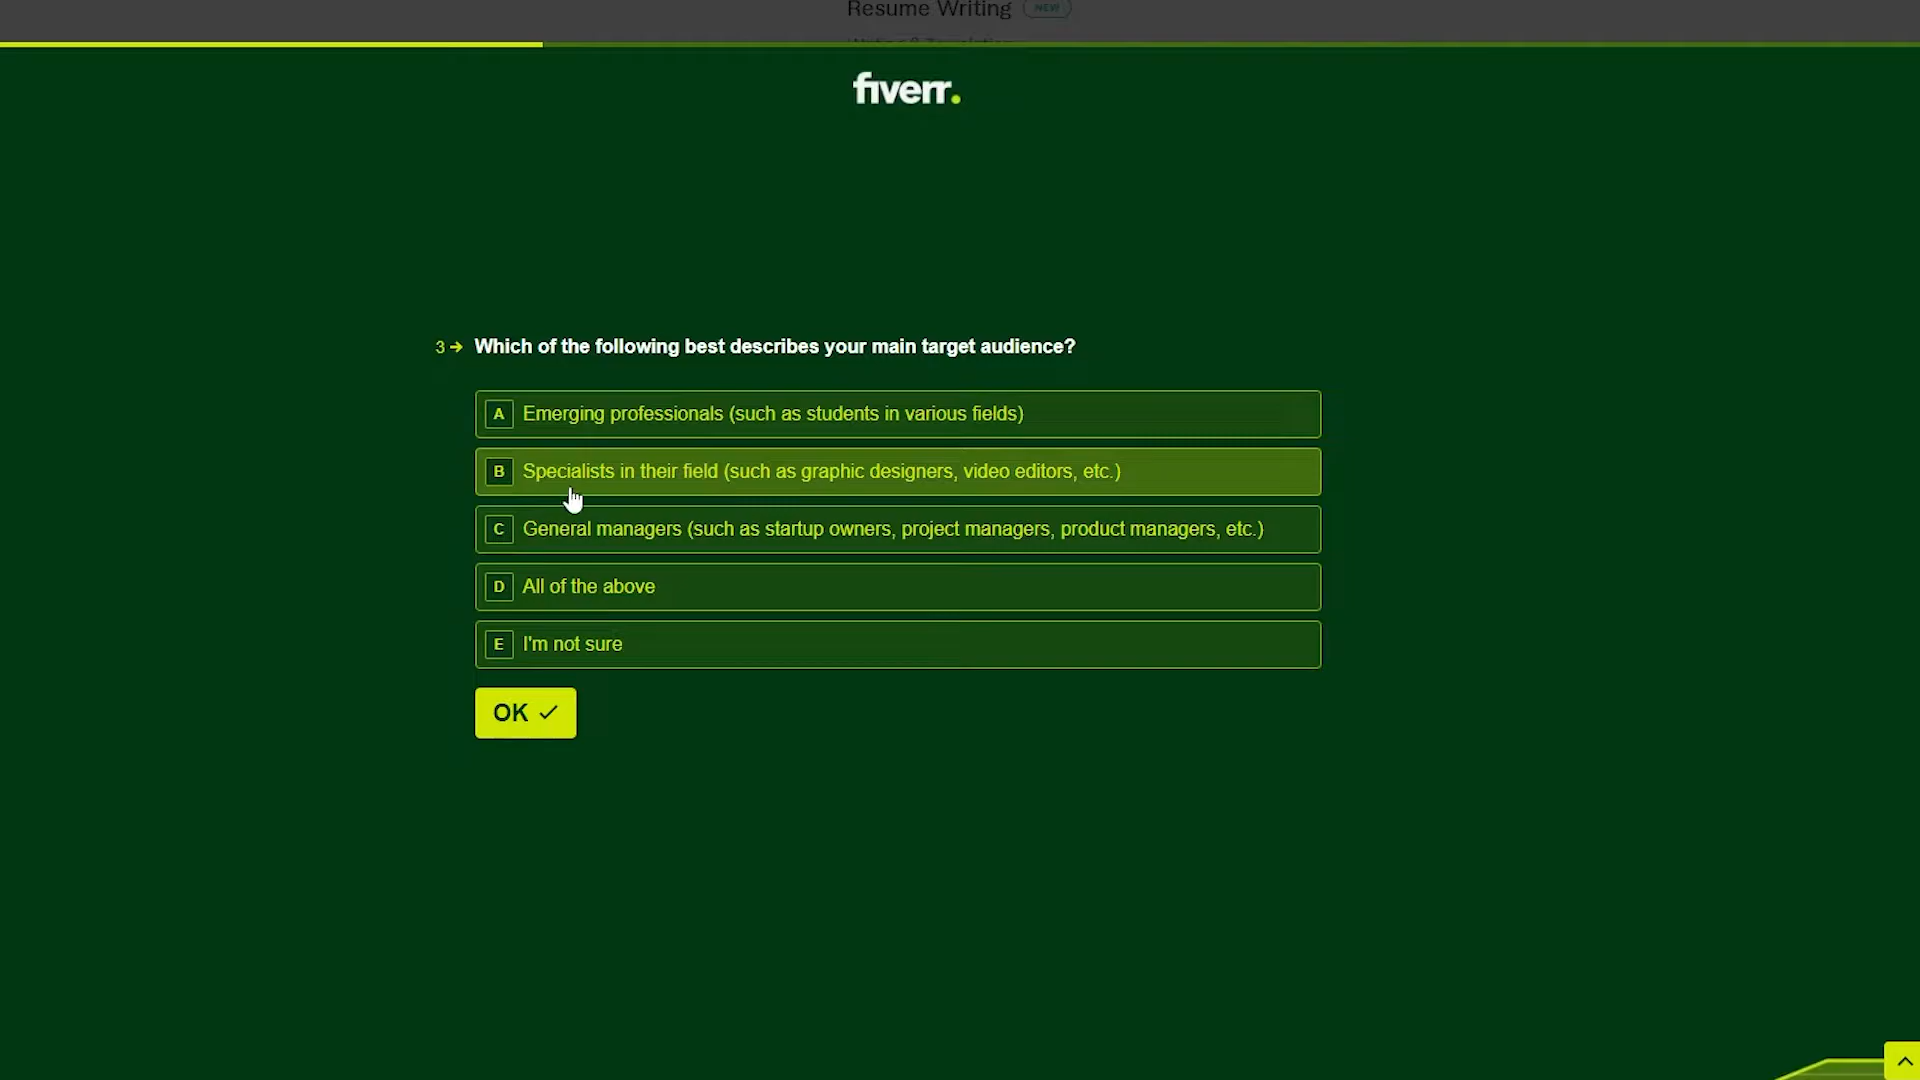 Resume Writing NEW
fiverr.
3 → Which of the following best describes your main target audience?
A Emerging professionals (such as students in various fields)
B Specialists in their field (such as graphic designers, video editors, etc.)
C General managers (such as startup owners, project managers, product managers, etc.)
D All of the above
E I'm not sure
OK ✓